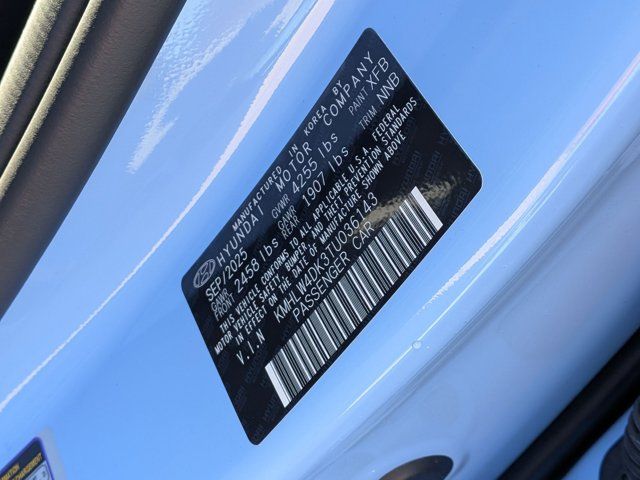 MANUFACTURED IN KOREA BY
HYUNDAI MOTOR COMPANY
SEP/2025 GVWR 4255 lbs PAINT XFB
GAWR FRONT 2458 lbs GAWR REAR 1907 lbs TRIM NNB
THIS VEHICLE CONFORMS TO ALL APPLICABLE U.S.A. FEDERAL
MOTOR VEHICLE SAFETY, BUMPER, AND THEFT PREVENTION STANDARDS
IN EFFECT ON THE DATE OF MANUFACTURE SHOWN ABOVE
V.I.N KMHLW4DK3TU036143
PASSENGER CAR